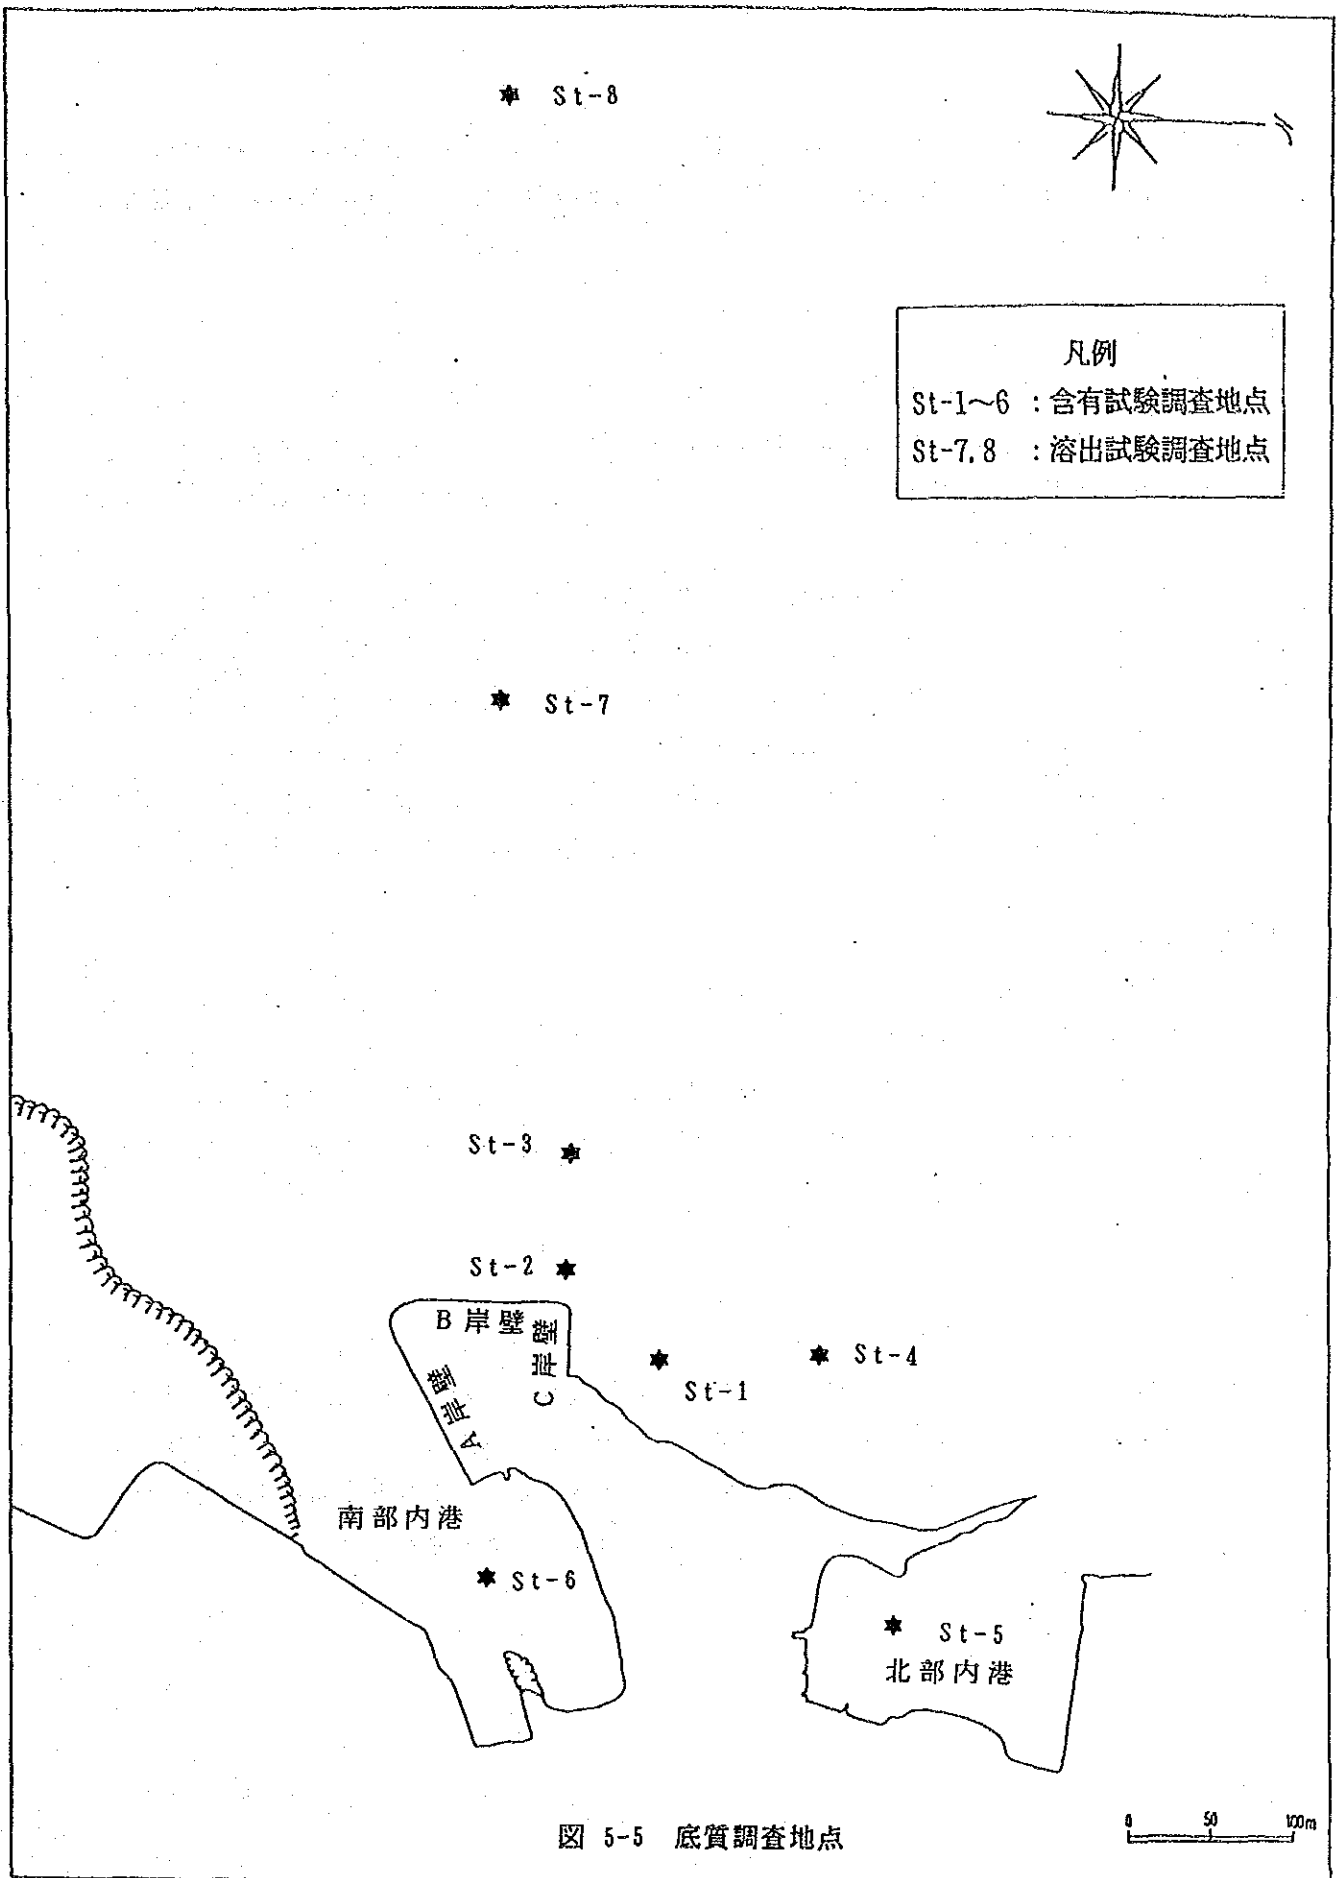 St-8
凡例
St-1~6 : 含有試験調査地点
St-7,8 : 溶出試験調査地点
St-7
St-3
St-2
B 岸壁
C 岸壁
A 岸壁
St-1
St-4
南部内港
St-6
St-5
北部内港
図 5-5 底質調査地点
0 50 100m